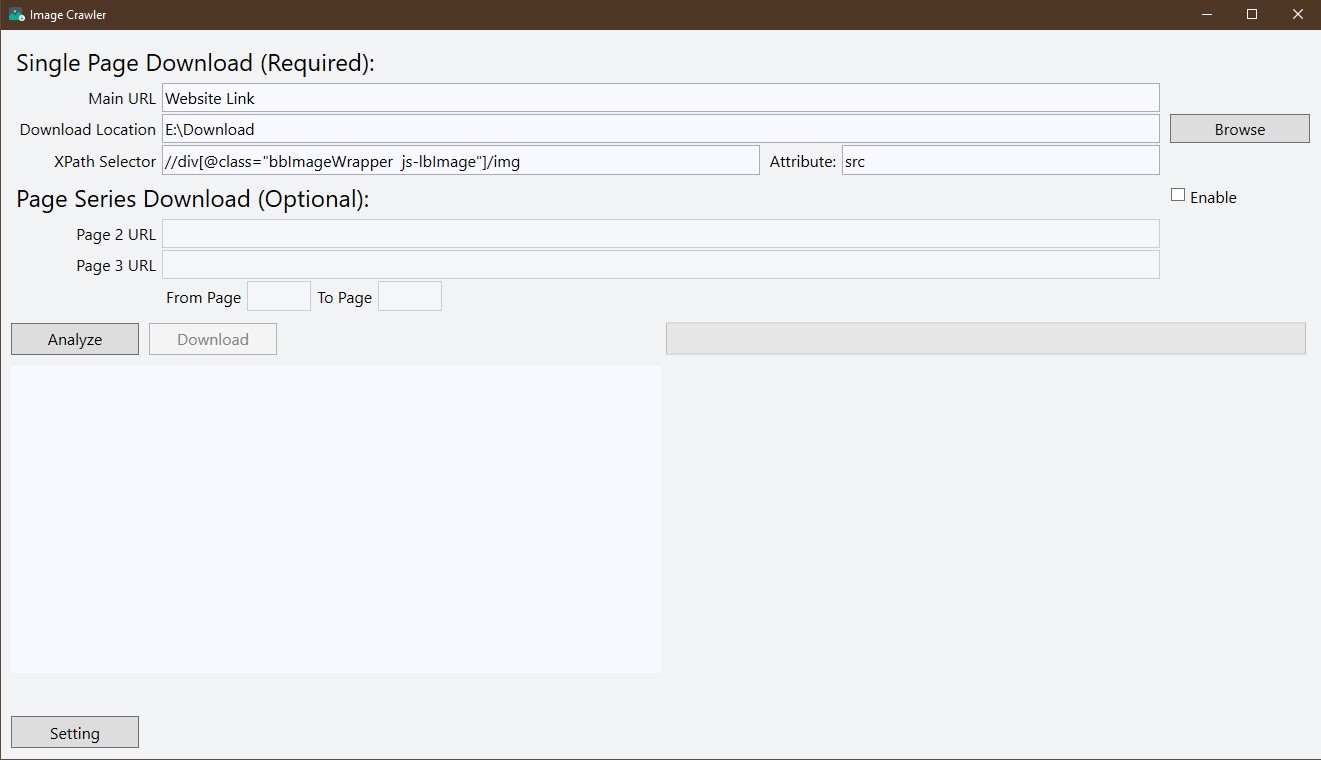 Image Crawler
Single Page Download (Required):
Main URL Website Link
Download Location E:\Download Browse
XPath Selector //div[@class="bbImageWrapper  js-lbImage"]/img Attribute: src
Page Series Download (Optional): Enable
Page 2 URL
Page 3 URL
From Page To Page
Analyze Download
Setting